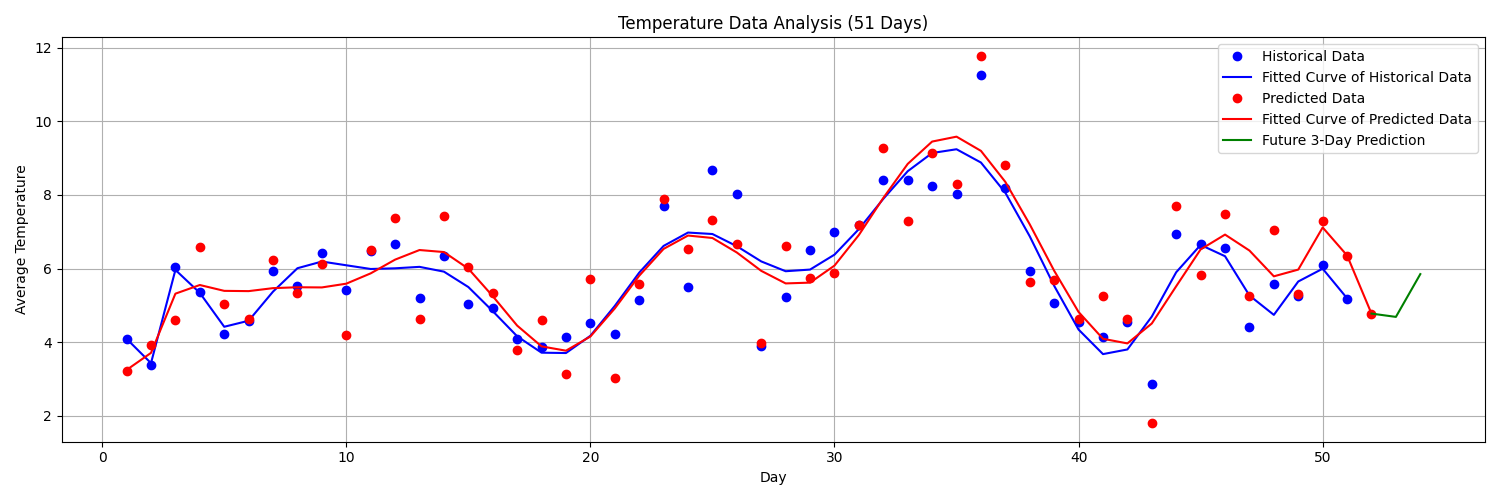 Temperature Data Analysis (51 Days)
Historical Data
Fitted Curve of Historical Data
Predicted Data
Fitted Curve of Predicted Data
Future 3-Day Prediction
Average Temperature
12
10
8
6
4
2
0 10 20 30 40 50
Day